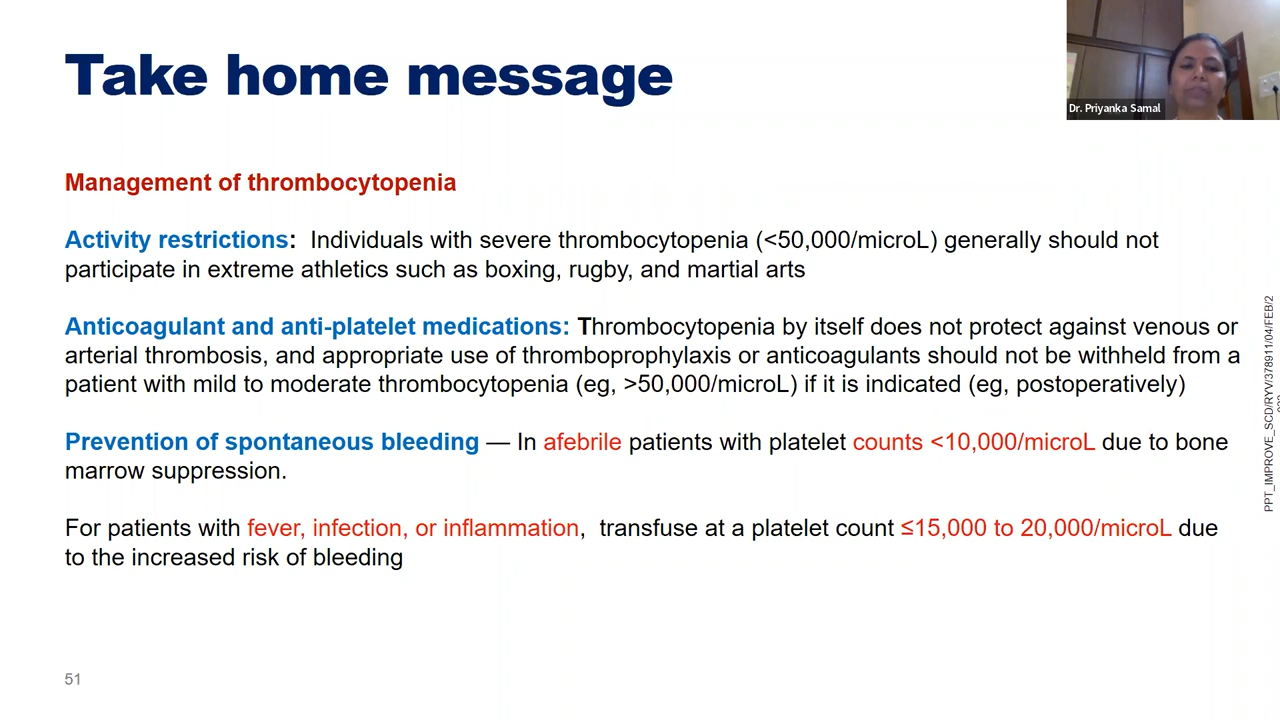 Take home message
Dr. Priyanka Samal
Management of thrombocytopenia
Activity restrictions: Individuals with severe thrombocytopenia (<50,000/microL) generally should not
participate in extreme athletics such as boxing, rugby, and martial arts
Anticoagulant and anti-platelet medications: Thrombocytopenia by itself does not protect against venous or
arterial thrombosis, and appropriate use of thromboprophylaxis or anticoagulants should not be withheld from a
patient with mild to moderate thrombocytopenia (eg, >50,000/microL) if it is indicated (eg, postoperatively)
Prevention of spontaneous bleeding — In afebrile patients with platelet counts <10,000/microL due to bone
marrow suppression.
For patients with fever, infection, or inflammation, transfuse at a platelet count ≤15,000 to 20,000/microL due
to the increased risk of bleeding
PPT_IMPROVE_SCD/RYV/378911/04/FEB/2
51